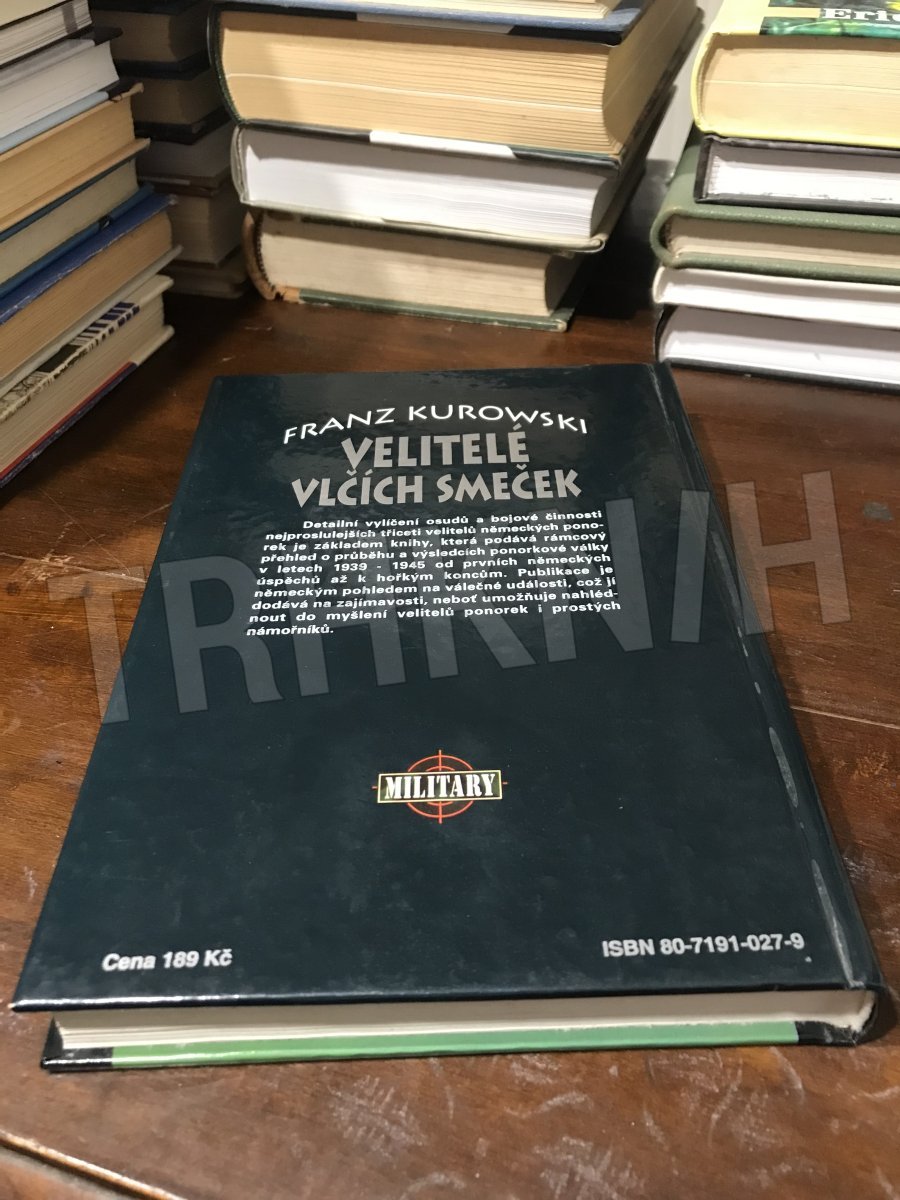 Eric
FRANZ KUROWSKI
VELITELÉ
VLČÍCH SMEČEK
Detailní vylíčení osudů a bojové činnosti
nejproslulejších třiceti velitelů německých pono-
rek je základem knihy, která podává rámcový
přehled o průběhu a výsledcích ponorkové války
v letech 1939 - 1945 od prvních německých
úspěchů až k hořkým koncům. Publikace je
německým pohledem na válečné události, což jí
dodává na zajímavosti, neboť umožňuje nahléd-
nout do myšlení velitelů ponorek i prostých
námořníků.
TRHKNIH
MILITARY
Cena 189 Kč
ISBN 80-7191-027-9